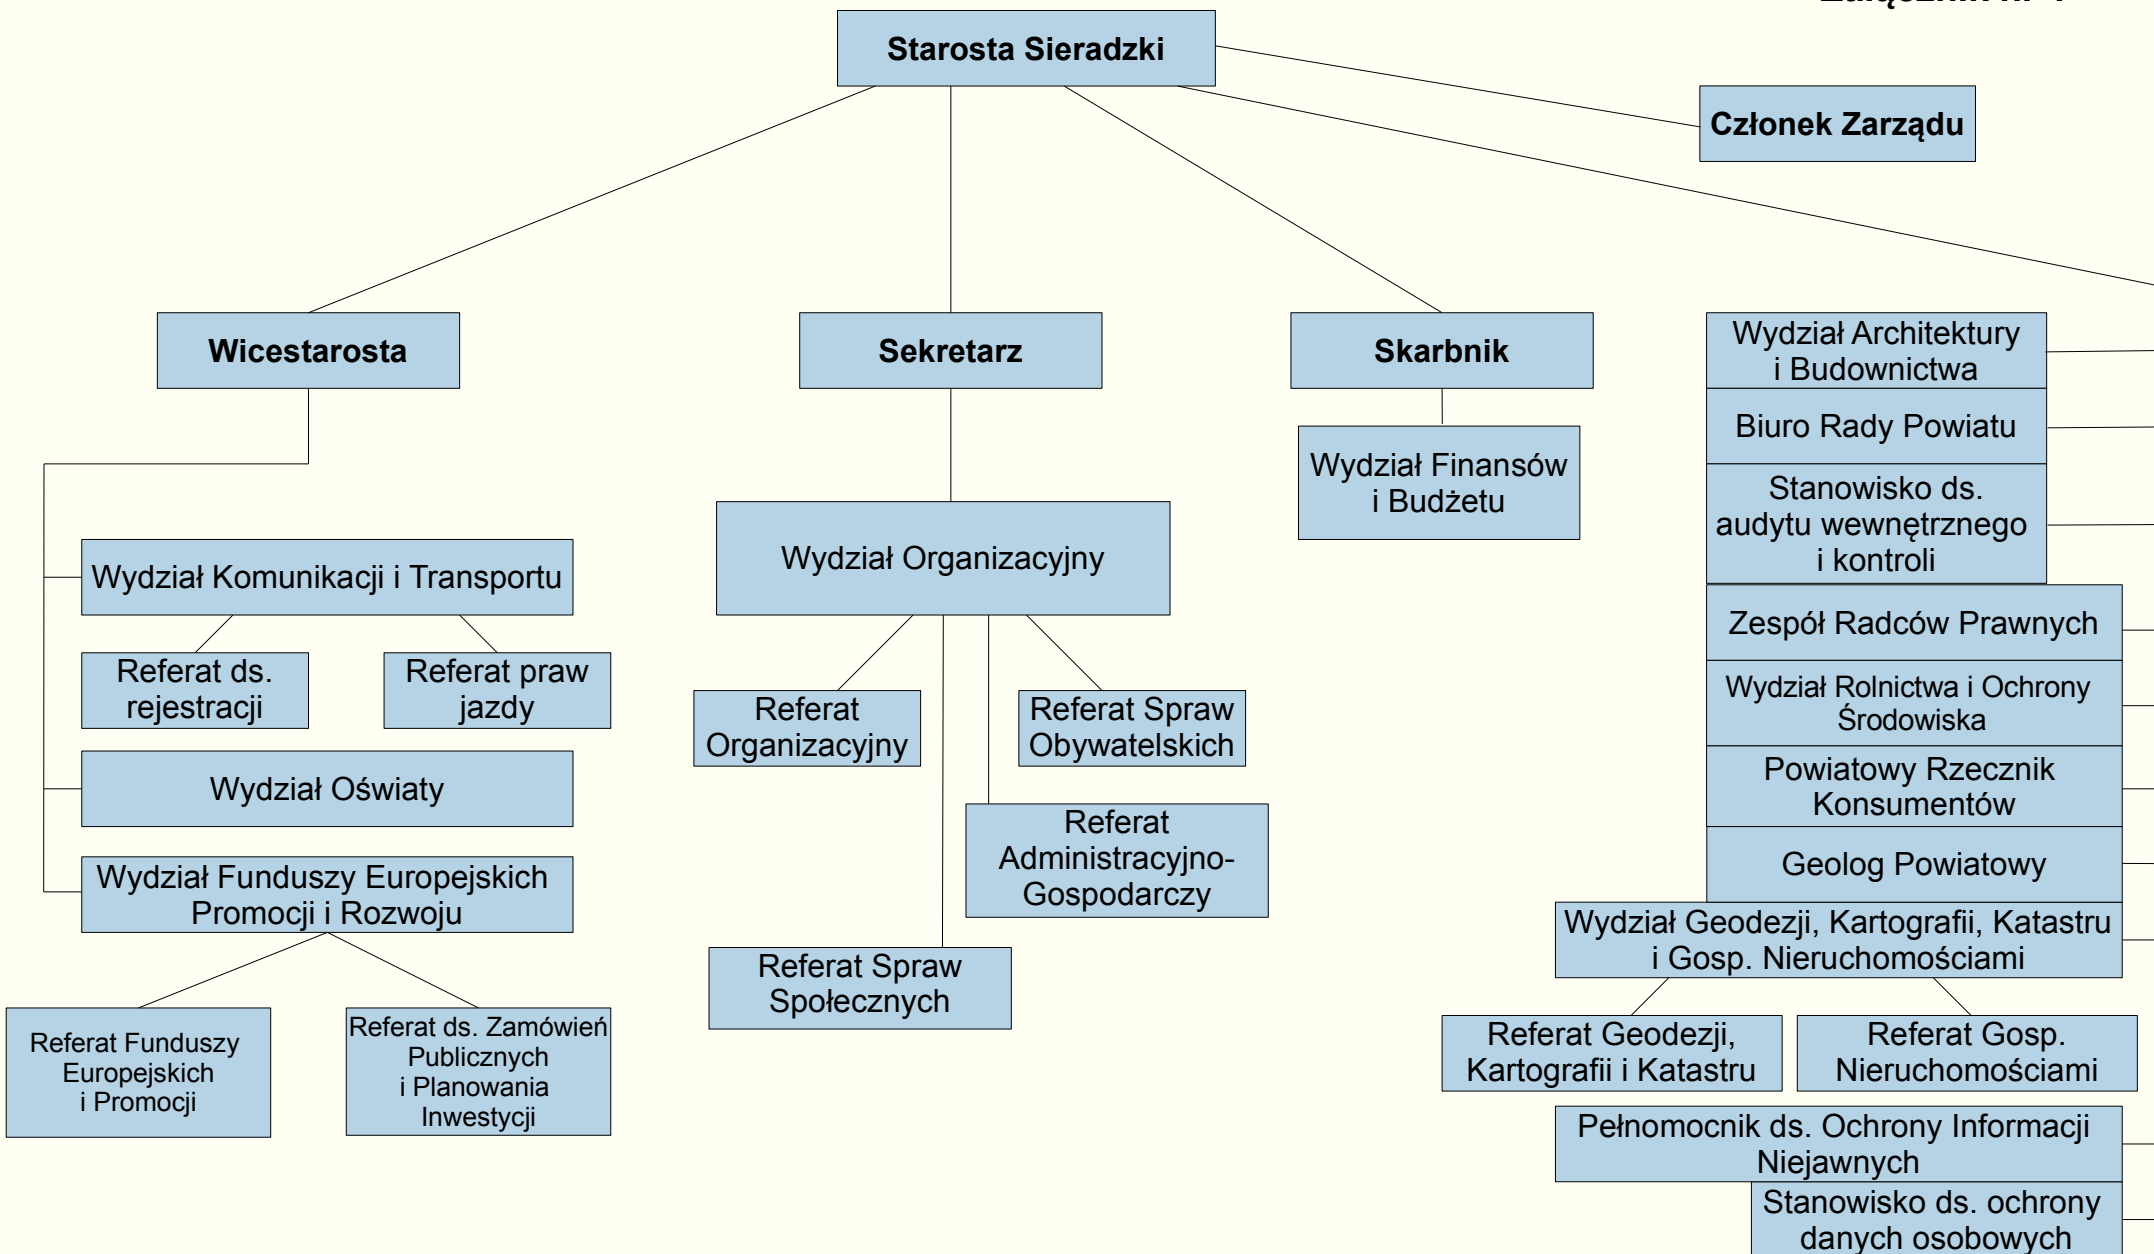 Starosta Sieradzki
Członek Zarządu
Wicestarosta
Sekretarz
Skarbnik
Wydział Architektury
i Budownictwa
Biuro Rady Powiatu
Wydział Finansów
i Budżetu
Stanowisko ds.
audytu wewnętrznego
i kontroli
Wydział Organizacyjny
Wydział Komunikacji i Transportu
Zespół Radców Prawnych
Referat ds.
rejestracji
Referat praw
jazdy
Referat
Organizacyjny
Referat Spraw
Obywatelskich
Wydział Rolnictwa i Ochrony
Środowiska
Wydział Oświaty
Powiatowy Rzecznik
Konsumentów
Referat
Administracyjno-
Gospodarczy
Geolog Powiatowy
Wydział Funduszy Europejskich
Promocji i Rozwoju
Wydział Geodezji, Kartografii, Katastru
i Gosp. Nieruchomościami
Referat Spraw
Społecznych
Referat Funduszy
Europejskich
i Promocji
Referat ds. Zamówień
Publicznych
i Planowania
Inwestycji
Referat Geodezji,
Kartografii i Katastru
Referat Gosp.
Nieruchomościami
Pełnomocnik ds. Ochrony Informacji
Niejawnych
Stanowisko ds. ochrony
danych osobowych